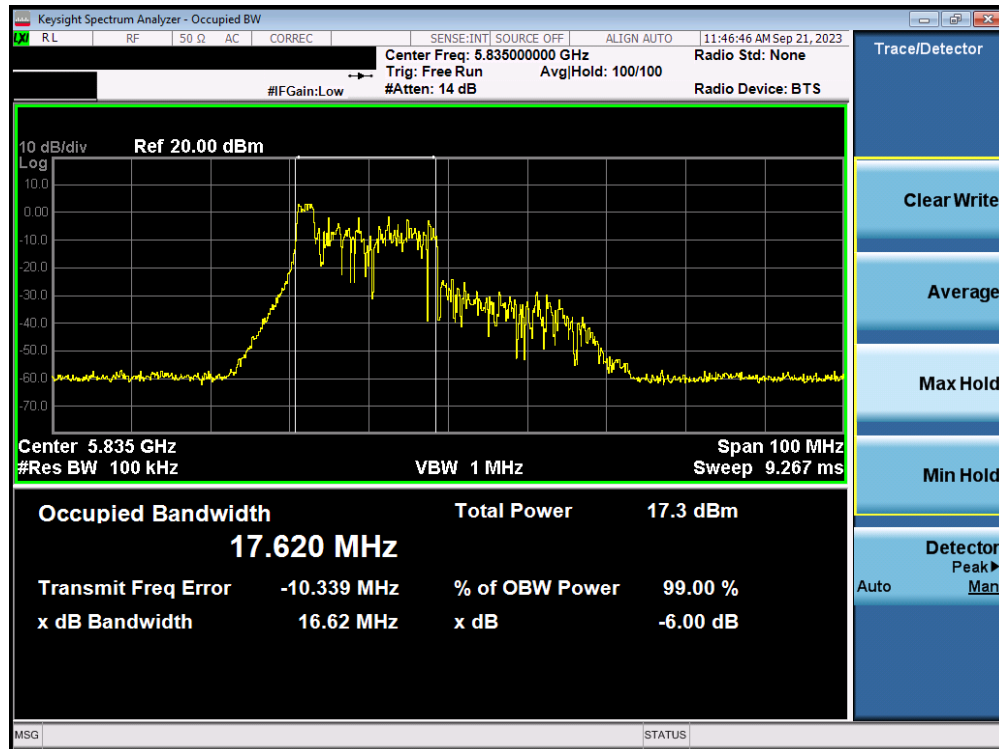 Keysight Spectrum Analyzer - Occupied BW
LXI RL RF 50 Ω AC CORREC SENSE:INT SOURCE OFF ALIGN AUTO 11:46:46 AM Sep 21, 2023
Center Freq: 5.835000000 GHz Radio Std: None
Trig: Free Run Avg|Hold: 100/100
#IFGain:Low #Atten: 14 dB Radio Device: BTS
10 dB/div Ref 20.00 dBm
Log
10.0
0.00
-10.0
-20.0
-30.0
-40.0
-50.0
-60.0
-70.0
Center 5.835 GHz Span 100 MHz
#Res BW 100 kHz VBW 1 MHz Sweep 9.267 ms
Occupied Bandwidth Total Power 17.3 dBm
17.620 MHz
Transmit Freq Error -10.339 MHz % of OBW Power 99.00 %
x dB Bandwidth 16.62 MHz x dB -6.00 dB
MSG STATUS
Trace/Detector
Clear Write
Average
Max Hold
Min Hold
Detector
Peak▶
Auto Man